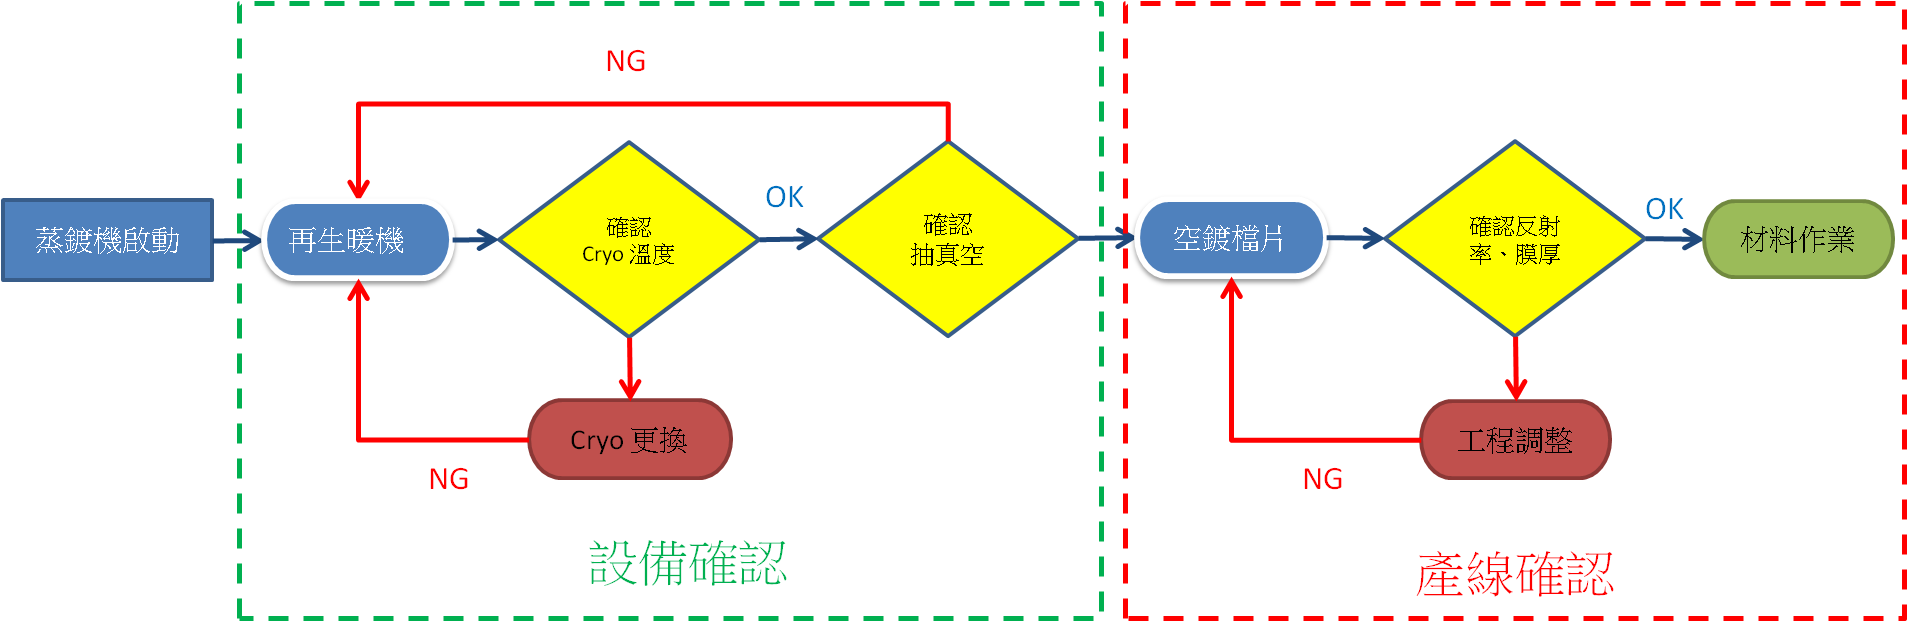 NG
蒸鍍機啟動
再生暖機
確認
Cryo 溫度
OK
確認
抽真空
空鍍檔片
確認反射
率、膜厚
OK
材料作業
Cryo 更換
NG
工程調整
NG
設備確認
產線確認